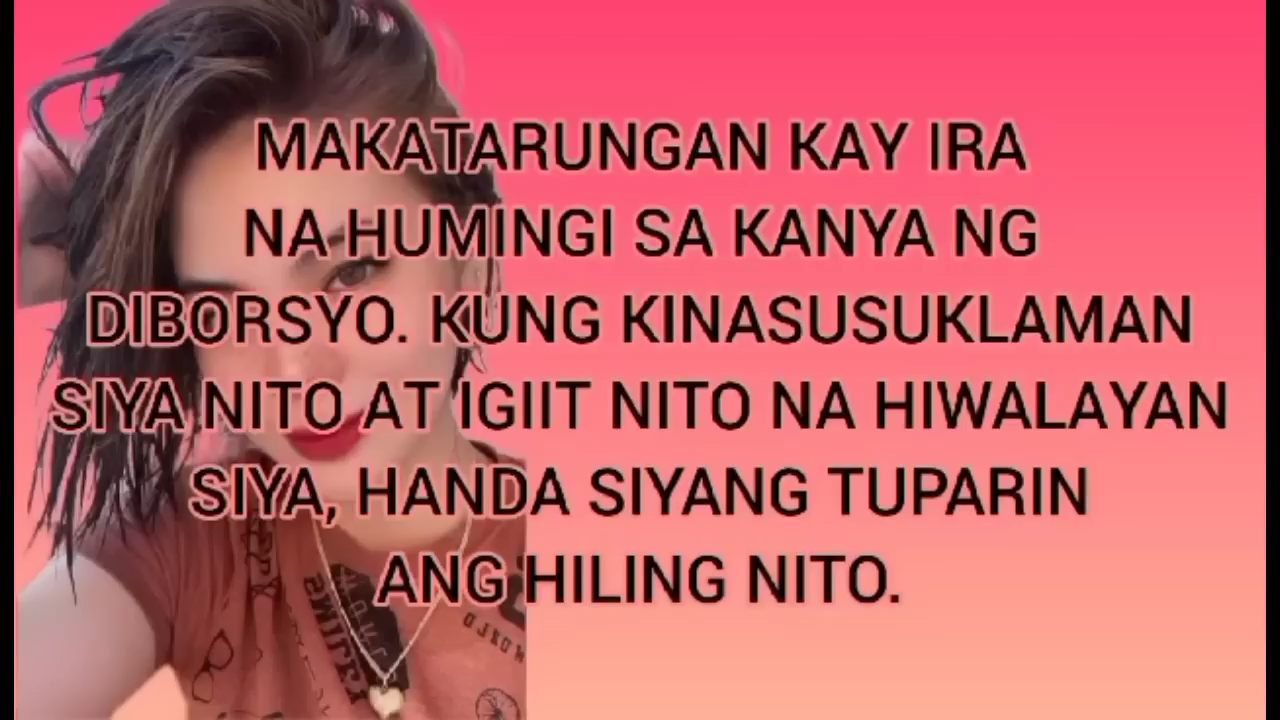 MAKATARUNGAN KAY IRA
NA HUMINGI SA KANYA NG
DIBORSYO. KUNG KINASUSUKLAMAN
SIYA NITO AT IGIIT NITO NA HIWALAYAN
SIYA, HANDA SIYANG TUPARIN
ANG HILING NITO.